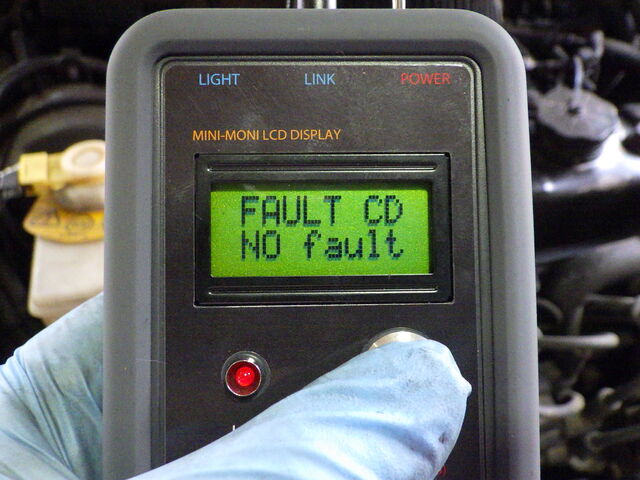 LIGHT LINK POWER
MINI-MONI LCD DISPLAY
FAULT CD
NO fault